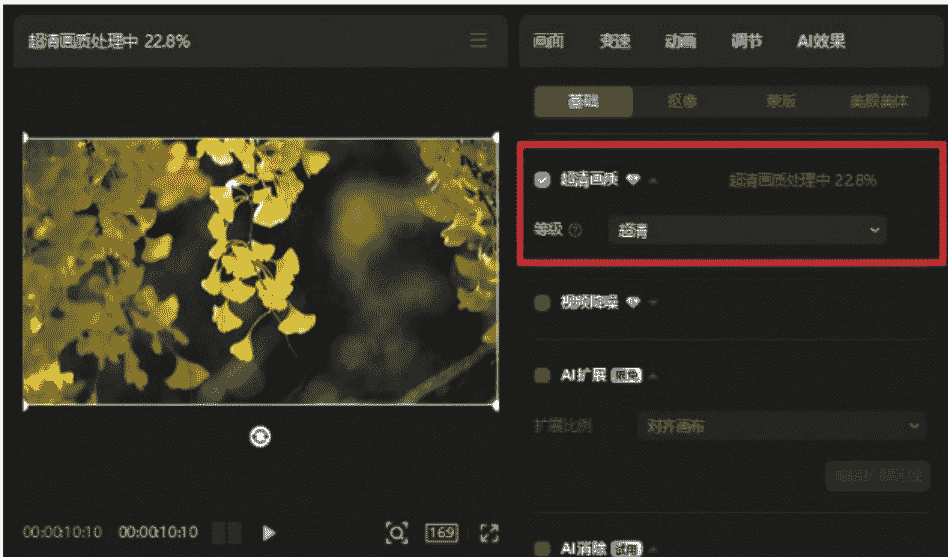 超清画质处理中 22.8%
画面 变速 动画 调节 AI效果
基础 抠像 蒙版 美颜美体
超清画质 超清画质处理中 22.8%
等级 超清
视频降噪
AI扩展 限免
扩展比例 对齐画布
00:00:10:10 00:00:10:10 16:9
AI消除 试用